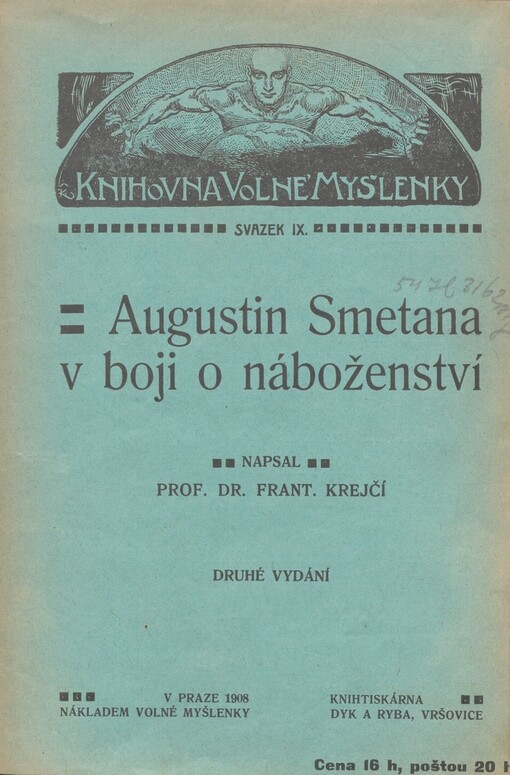 KNIHOVNA VOLNÉ MYŠLENKY
SVAZEK IX.
Augustin Smetana
v boji o náboženství
NAPSAL
PROF. DR. FRANT. KREJČÍ
DRUHÉ VYDÁNÍ
V PRAZE 1908
NÁKLADEM VOLNÉ MYŠLENKY
KNIHTISKÁRNA
DYK A RYBA, VRŠOVICE
Cena 16 h, poštou 20 h